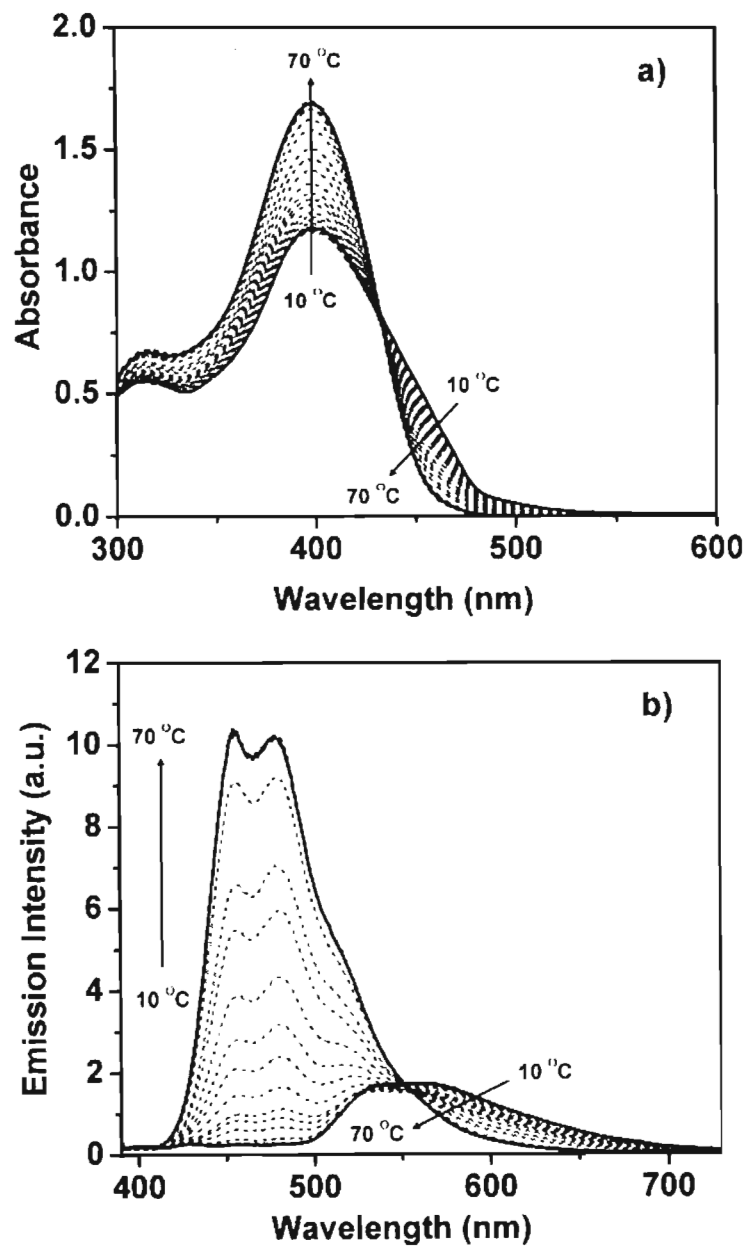 2.0
70 °C
a)
1.5
Absorbance
1.0
10 °C
0.5
10 °C
70 °C
0.0
300
400
500
600
Wavelength (nm)
12
b)
70 °C
10
Emission Intensity (a.u.)
8
6
4
10 °C
2
10 °C
70 °C
0
400
500
600
700
Wavelength (nm)